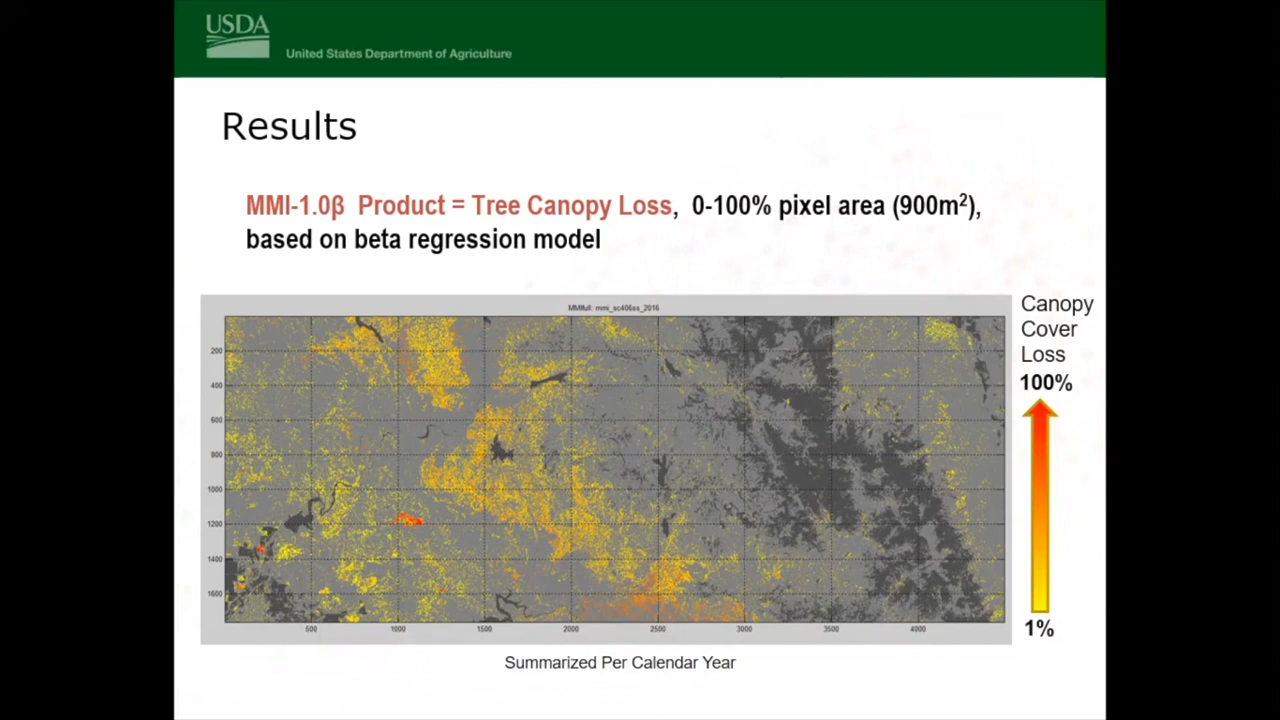 USDA
United States Department of Agriculture
Results
MMI-1.0β Product = Tree Canopy Loss, 0-100% pixel area (900m²),
based on beta regression model
MMIfull: mmi_sc406ss_2016
200
400
600
800
1000
1200
1400
1600
500
1000
1500
2000
2500
3000
3500
4000
Canopy
Cover
Loss
100%
1%
Summarized Per Calendar Year